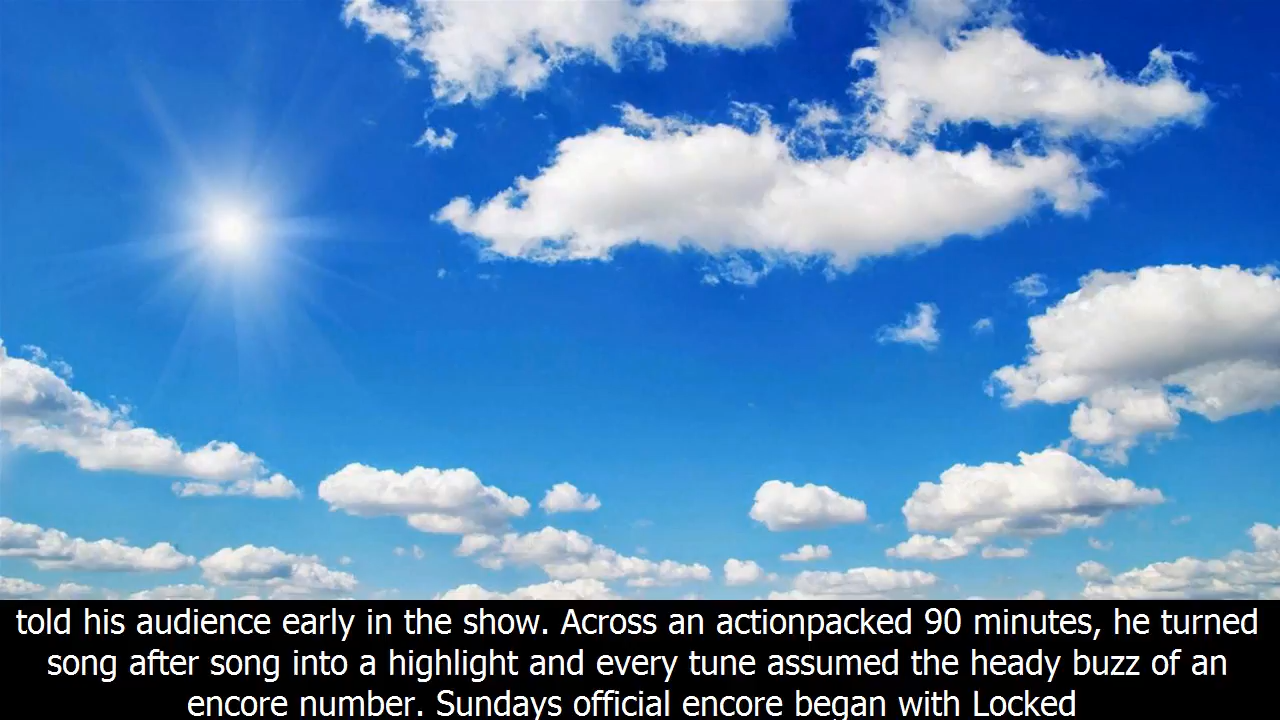 told his audience early in the show. Across an actionpacked 90 minutes, he turned
song after song into a highlight and every tune assumed the heady buzz of an
encore number. Sundays official encore began with Locked